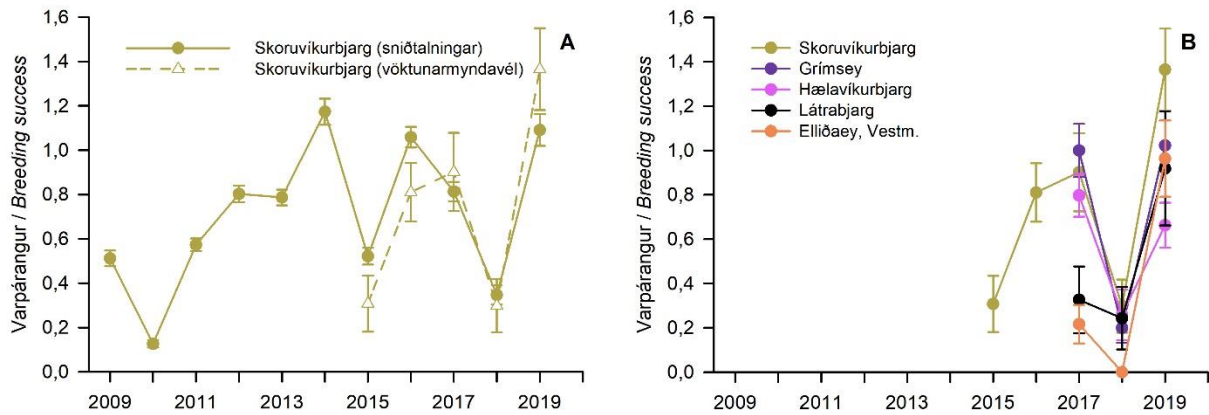 Varpárangur / Breeding success
1,6
1,4
1,2
1,0
0,8
0,6
0,4
0,2
0,0
Skoruvíkurbjarg (sniðtalningar)
Skoruvíkurbjarg (vöktunarmyndavél)
A
2009 2011 2013 2015 2017 2019
Varpárangur / Breeding success
1,6
1,4
1,2
1,0
0,8
0,6
0,4
0,2
0,0
Skoruvíkurbjarg
Grímsey
Hælavíkurbjarg
Látrabjarg
Elliðaey, Vestm.
B
2009 2011 2013 2015 2017 2019